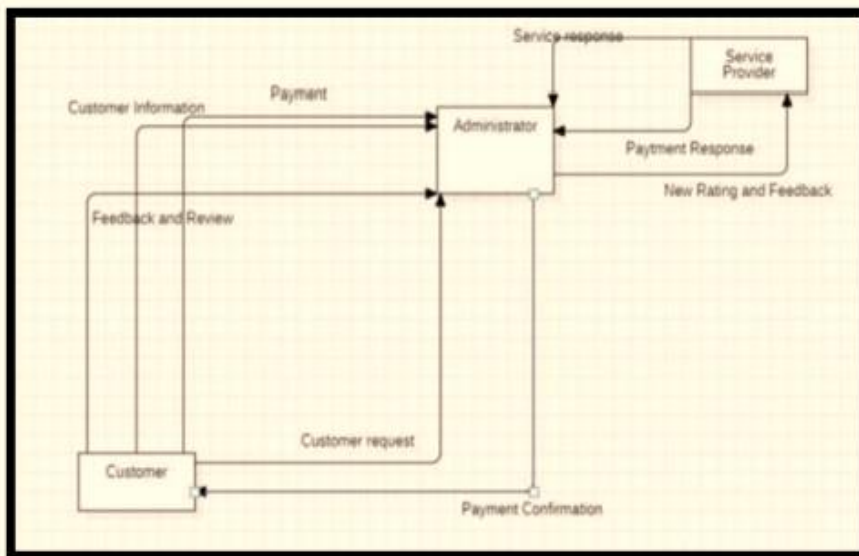 Service response
Service
Provider
Payment
Customer Information
Administrator
Paytment Response
New Rating and Feedback
Feedback and Review
Customer request
Customer
Payment Confirmation